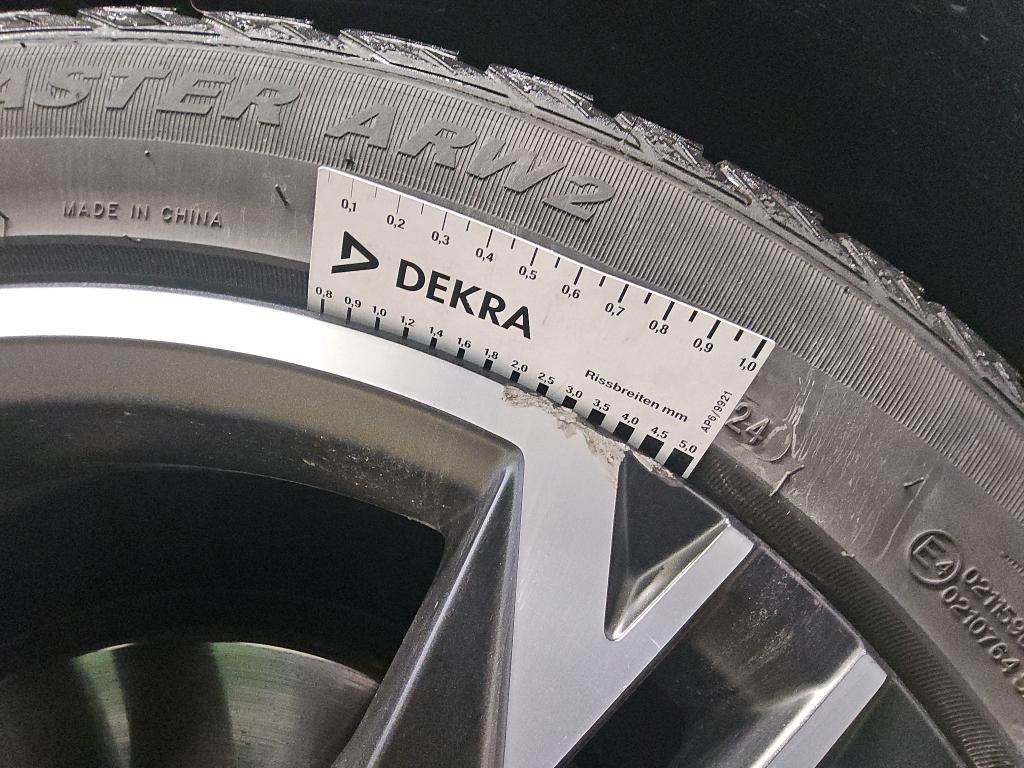 ASTER ARW2
MADE IN CHINA
0,1 0,2 0,3 0,4 0,5 0,6 0,7 0,8 0,9 1,0
DEKRA
0,8 0,9 1,0 1,2 1,4 1,6 1,8 2,0 2,5 3,0 3,5 4,0 4,5 5,0
Rissbreiten mm
AP6/9921
24
E4
021159
0210764